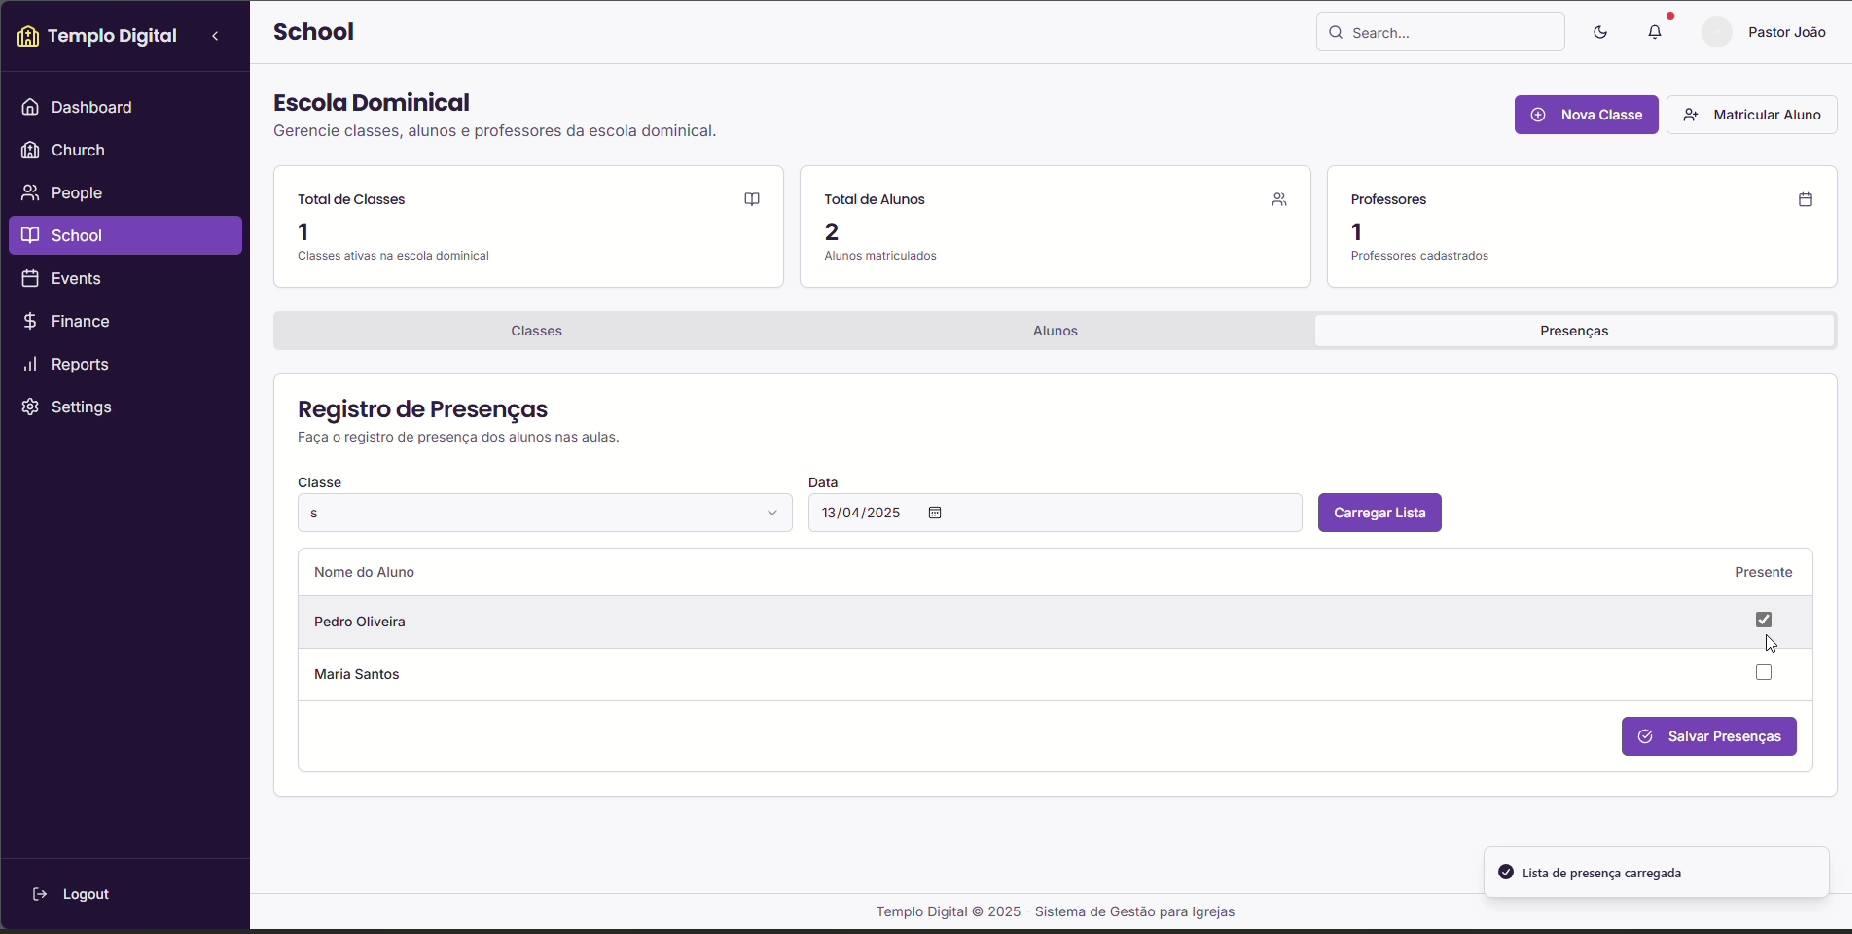 Templo Digital
School
Search...
Pastor João
Dashboard
Church
People
School
Events
Finance
Reports
Settings
Logout
Escola Dominical
Gerencie classes, alunos e professores da escola dominical.
Nova Classe
Matricular Aluno
Total de Classes
1
Classes ativas na escola dominical
Total de Alunos
2
Alunos matriculados
Professores
1
Professores cadastrados
Classes
Alunos
Presenças
Registro de Presenças
Faça o registro de presença dos alunos nas aulas.
Classe
s
Data
13/04/2025
Carregar Lista
Nome do Aluno
Presente
Pedro Oliveira
Maria Santos
Salvar Presenças
Lista de presença carregada
Templo Digital © 2025 - Sistema de Gestão para Igrejas